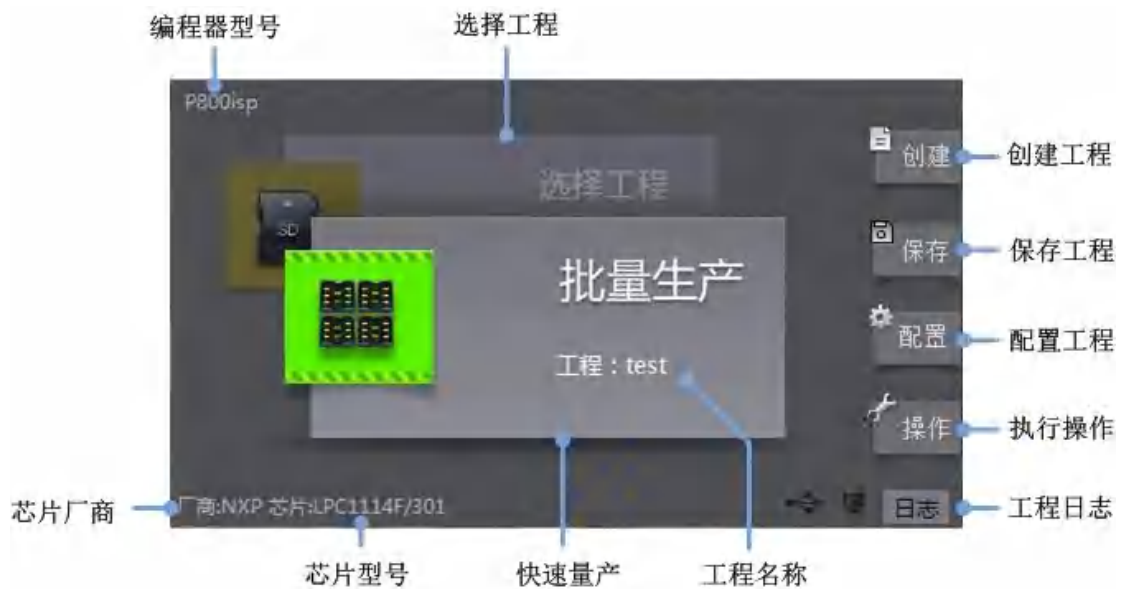 编程器型号
选择工程
P800isp
选择工程
SD
批量生产
工程：test
创建
创建工程
保存
保存工程
配置
配置工程
操作
执行操作
芯片厂商
厂商:NXP 芯片:LPC1114F/301
日志
工程日志
芯片型号
快速量产
工程名称